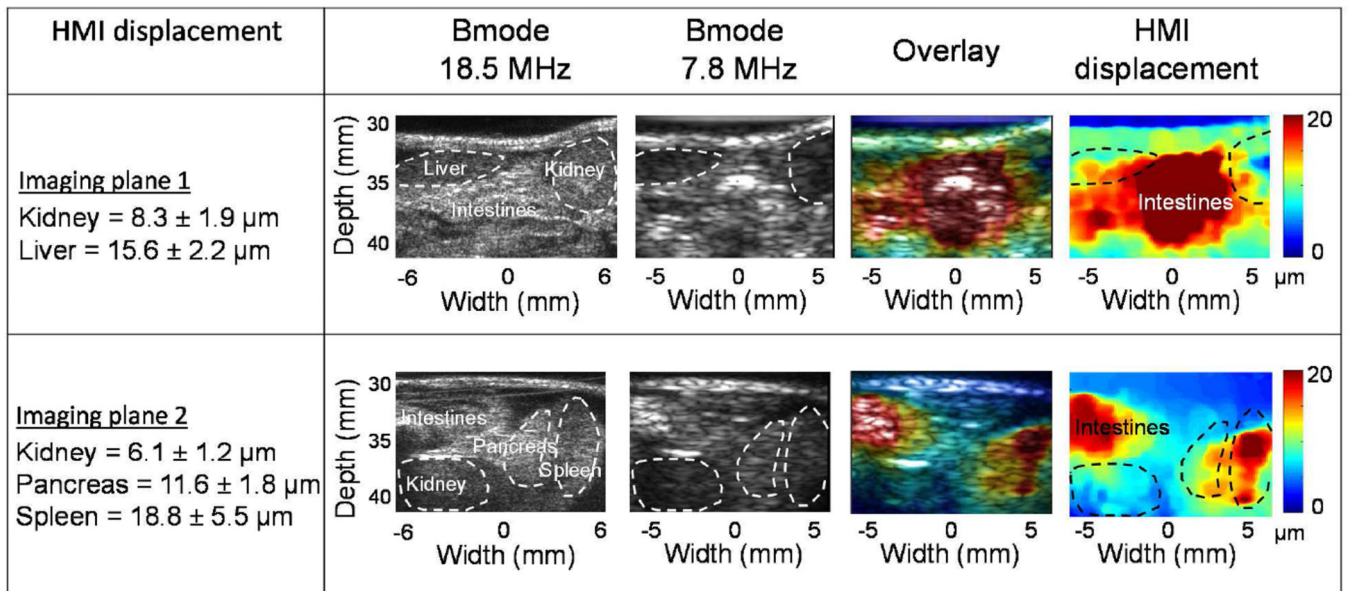 HMI displacement
Bmode
18.5 MHz
Bmode
7.8 MHz
Overlay
HMI
displacement
Imaging plane 1
Kidney = 8.3 ± 1.9 µm
Liver = 15.6 ± 2.2 µm
Depth (mm)
30
35
40
Liver
Kidney
Intestines
-6 0 6
Width (mm)
-5 0 5
Width (mm)
-5 0 5
Width (mm)
Intestines
-5 0 5
Width (mm)
20
0
µm
Imaging plane 2
Kidney = 6.1 ± 1.2 µm
Pancreas = 11.6 ± 1.8 µm
Spleen = 18.8 ± 5.5 µm
Depth (mm)
30
35
40
Intestines
Pancreas
Spleen
Kidney
-6 0 6
Width (mm)
-5 0 5
Width (mm)
-5 0 5
Width (mm)
Intestines
-5 0 5
Width (mm)
20
0
µm